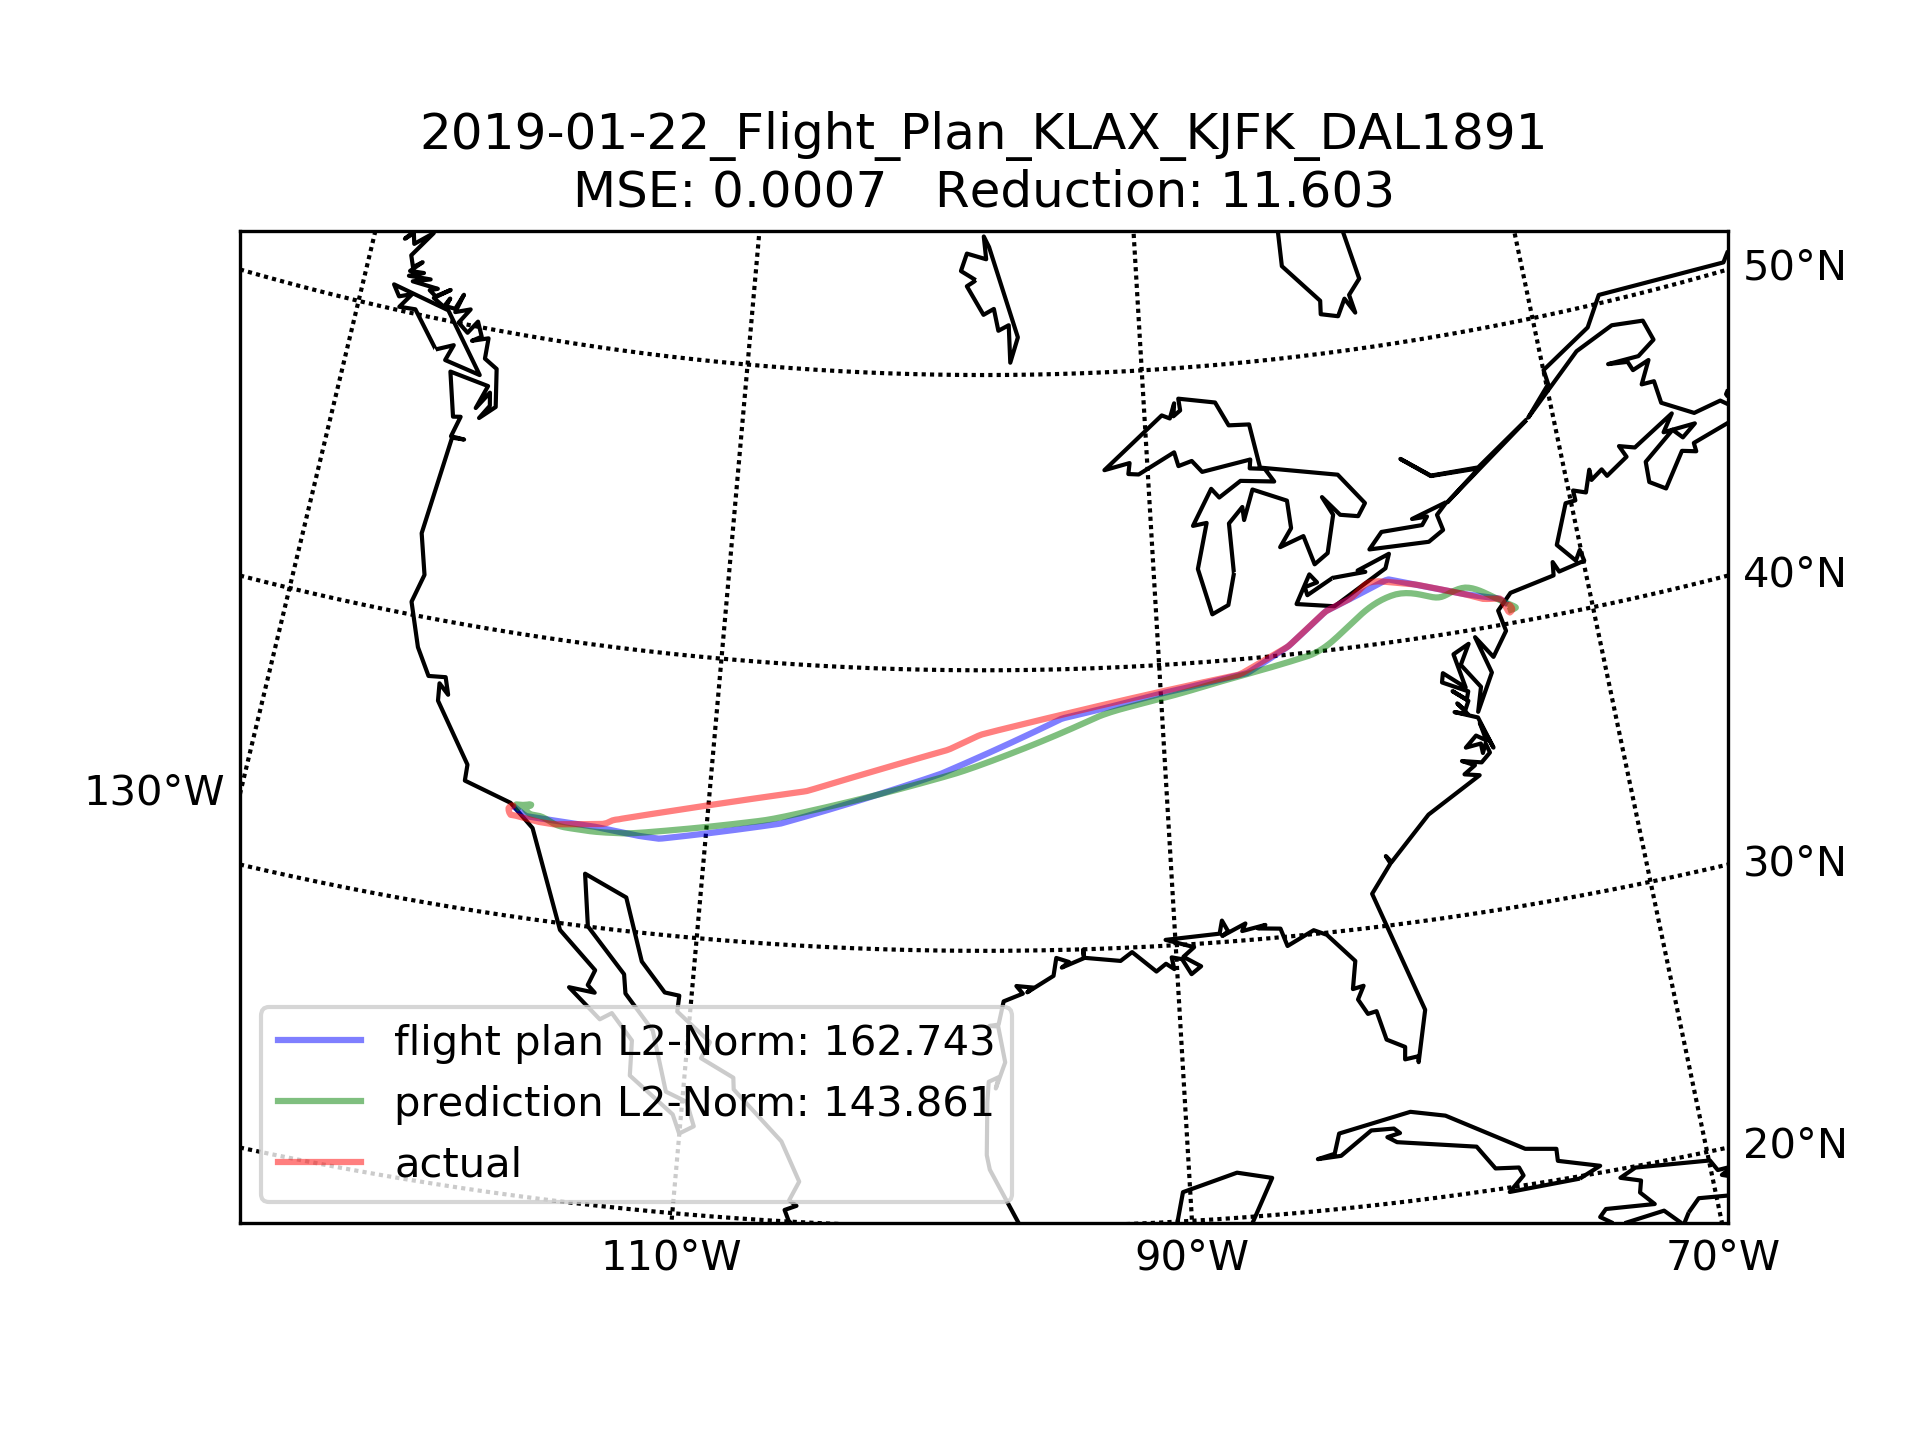 2019-01-22_Flight_Plan_KLAX_KJFK_DAL1891
MSE: 0.0007   Reduction: 11.603
50°N
40°N
130°W
30°N
flight plan L2-Norm: 162.743
prediction L2-Norm: 143.861
actual
20°N
110°W
90°W
70°W